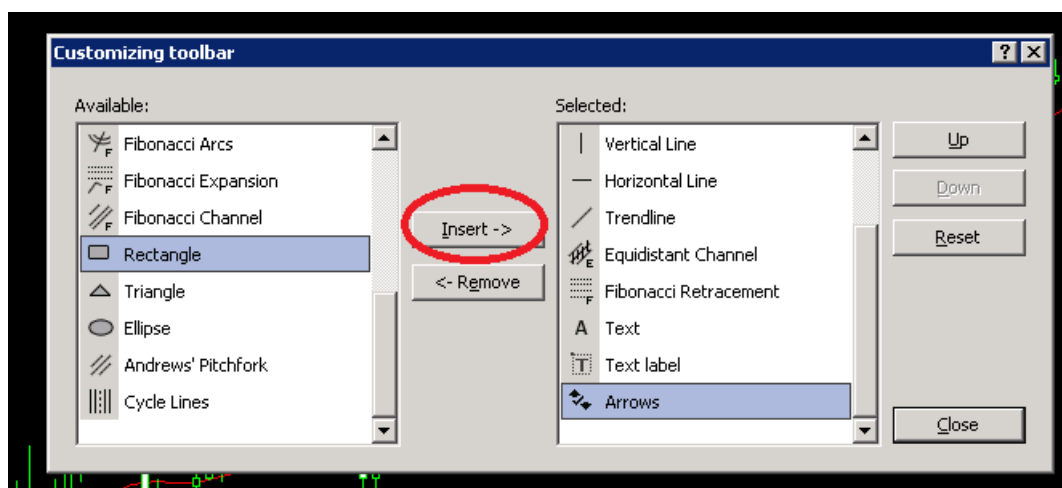 Customizing toolbar
Available:
Fibonacci Arcs
Fibonacci Expansion
Fibonacci Channel
Rectangle
Triangle
Ellipse
Andrews' Pitchfork
Cycle Lines
Insert ->
<- Remove
Selected:
Vertical Line
Horizontal Line
Trendline
Equidistant Channel
Fibonacci Retracement
A Text
T Text label
Arrows
Up
Down
Reset
Close